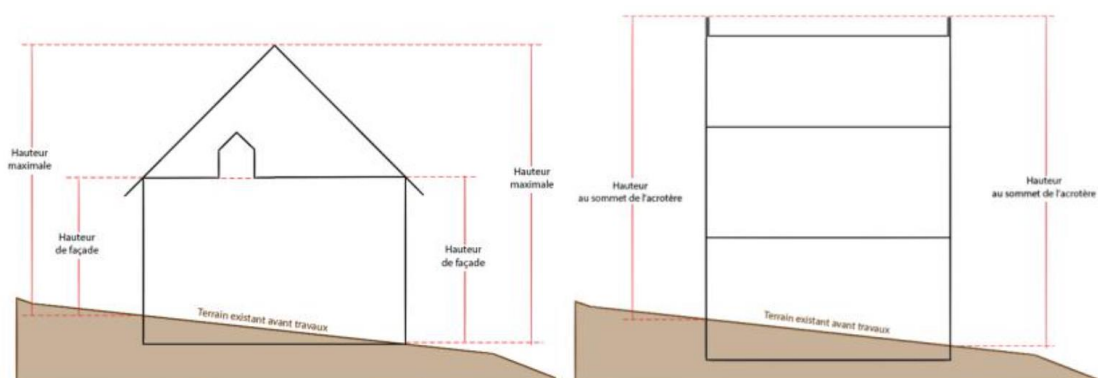 Hauteur
maximale
Hauteur
de façade
Hauteur
maximale
Hauteur
de façade
Terrain existant avant travaux
Hauteur
au sommet de l'acrotère
Hauteur
au sommet de l'acrotère
Terrain existant avant travaux